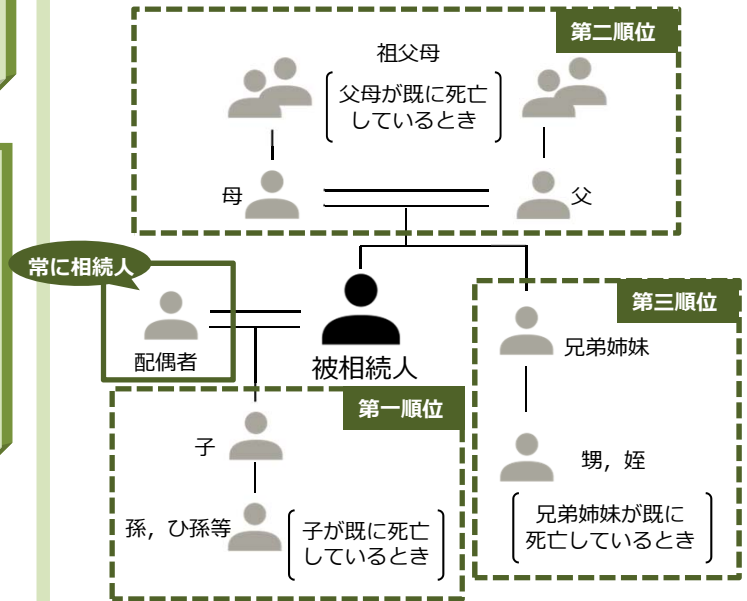 第二順位
祖父母
父母が既に死亡
しているとき
母
父
常に相続人
配偶者
被相続人
第三順位
兄弟姉妹
甥，姪
兄弟姉妹が既に
死亡しているとき
第一順位
子
孫，ひ孫等
子が既に死亡
しているとき